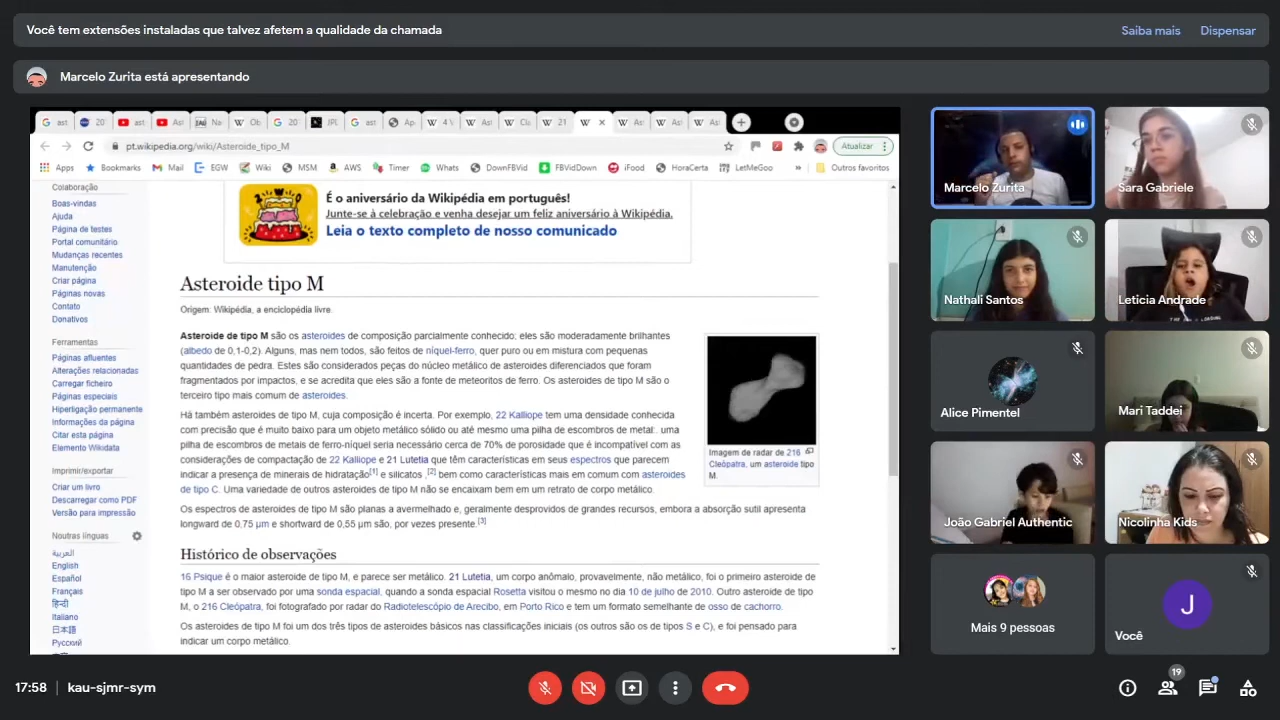 Você tem extensões instaladas que talvez afetem a qualidade da chamada
Saiba mais
Dispensar
Marcelo Zurita está apresentando
pt.wikipedia.org/wiki/Asteroide_tipo_M
Atualizar
Apps
Bookmarks
Mail
EGW
Wiki
MSM
AWS
Timer
Whats
DownFBVid
FBVidDown
iFood
HoraCerta
LetMeGoo
»
Outros favoritos
Colaboração
Boas-vindas
Ajuda
Página de testes
Portal comunitário
Mudanças recentes
Manutenção
Criar página
Páginas novas
Contato
Donativos
Ferramentas
Páginas afluentes
Alterações relacionadas
Carregar ficheiro
Páginas especiais
Hiperligação permanente
Informações da página
Citar esta página
Elemento Wikidata
Imprimir/exportar
Criar um livro
Descarregar como PDF
Versão para impressão
Noutras línguas
العربية
English
Español
Français
हिन्दी
Italiano
日本語
Русский
É o aniversário da Wikipédia em português!
Junte-se à celebração e venha desejar um feliz aniversário à Wikipédia.
Leia o texto completo de nosso comunicado
Asteroide tipo M
Origem: Wikipédia, a enciclopédia livre.
Asteroide de tipo M são os asteroides de composição parcialmente conhecido; eles são moderadamente brilhantes
(albedo de 0,1-0,2). Alguns, mas nem todos, são feitos de níquel-ferro, quer puro ou em mistura com pequenas
quantidades de pedra. Estes são considerados peças do núcleo metálico de asteroides diferenciados que foram
fragmentados por impactos, e se acredita que eles são a fonte de meteoritos de ferro. Os asteroides de tipo M são o
terceiro tipo mais comum de asteroides.
Há também asteroides de tipo M, cuja composição é incerta. Por exemplo, 22 Kalliope tem uma densidade conhecida
com precisão que é muito baixo para um objeto metálico sólido ou até mesmo uma pilha de escombros de metal: uma
pilha de escombros de metais de ferro-níquel seria necessário cerca de 70% de porosidade que é incompatível com as
considerações de compactação de 22 Kalliope e 21 Lutetia que têm características em seus espectros que parecem
indicar a presença de minerais de hidratação[1] e silicatos ,[2] bem como características mais em comum com asteroides
de tipo C. Uma variedade de outros asteroides de tipo M não se encaixam bem em um retrato de corpo metálico.
Os espectros de asteroides de tipo M são planas a avermelhado e, geralmente desprovidos de grandes recursos, embora a absorção sutil apresenta
longward de 0,75 μm e shortward de 0,55 μm são, por vezes presente.[3]
Imagem de radar de 216
Cleópatra, um asteroide tipo
M.
Histórico de observações
16 Psique é o maior asteroide de tipo M, e parece ser metálico. 21 Lutetia, um corpo anômalo, provavelmente, não metálico, foi o primeiro asteroide de
tipo M a ser observado por uma sonda espacial, quando a sonda espacial Rosetta visitou o mesmo no dia 10 de julho de 2010. Outro asteroide de tipo
M, o 216 Cleópatra, foi fotografado por radar do Radiotelescópio de Arecibo, em Porto Rico e tem um formato semelhante de osso de cachorro.
Os asteroides de tipo M foi um dos três tipos de asteroides básicos nas classificações iniciais (os outros são os de tipos S e C), e foi pensado para
indicar um corpo metálico.
Marcelo Zurita
Sara Gabriele
Nathali Santos
Leticia Andrade
Alice Pimentel
Mari Taddei
João Gabriel Authentic
Nicolinha Kids
Mais 9 pessoas
J
Você
17:58 | kau-sjmr-sym
19